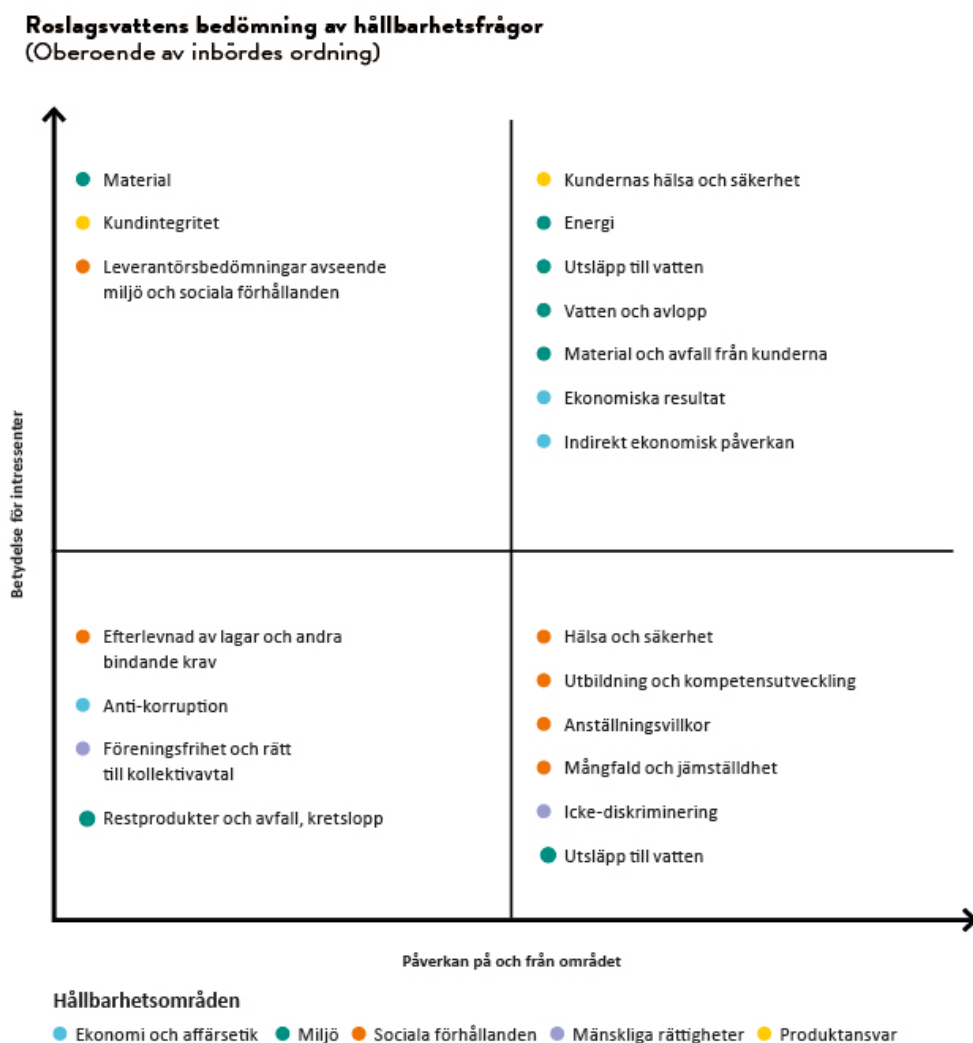 Roslagsvattens bedömning av hållbarhetsfrågor
(Oberoende av inbördes ordning)
Betydelse för intressenter
Material
Kundintegritet
Leverantörsbedömningar avseende
miljö och sociala förhållanden
Kundernas hälsa och säkerhet
Energi
Utsläpp till vatten
Vatten och avlopp
Material och avfall från kunderna
Ekonomiska resultat
Indirekt ekonomisk påverkan
Efterlevnad av lagar och andra
bindande krav
Anti-korruption
Föreningsfrihet och rätt
till kollektivavtal
Restprodukter och avfall, kretslopp
Hälsa och säkerhet
Utbildning och kompetensutveckling
Anställningsvillkor
Mångfald och jämställdhet
Icke-diskriminering
Utsläpp till vatten
Påverkan på och från området
Hållbarhetsområden
Ekonomi och affärsetik Miljö Sociala förhållanden Mänskliga rättigheter Produktansvar